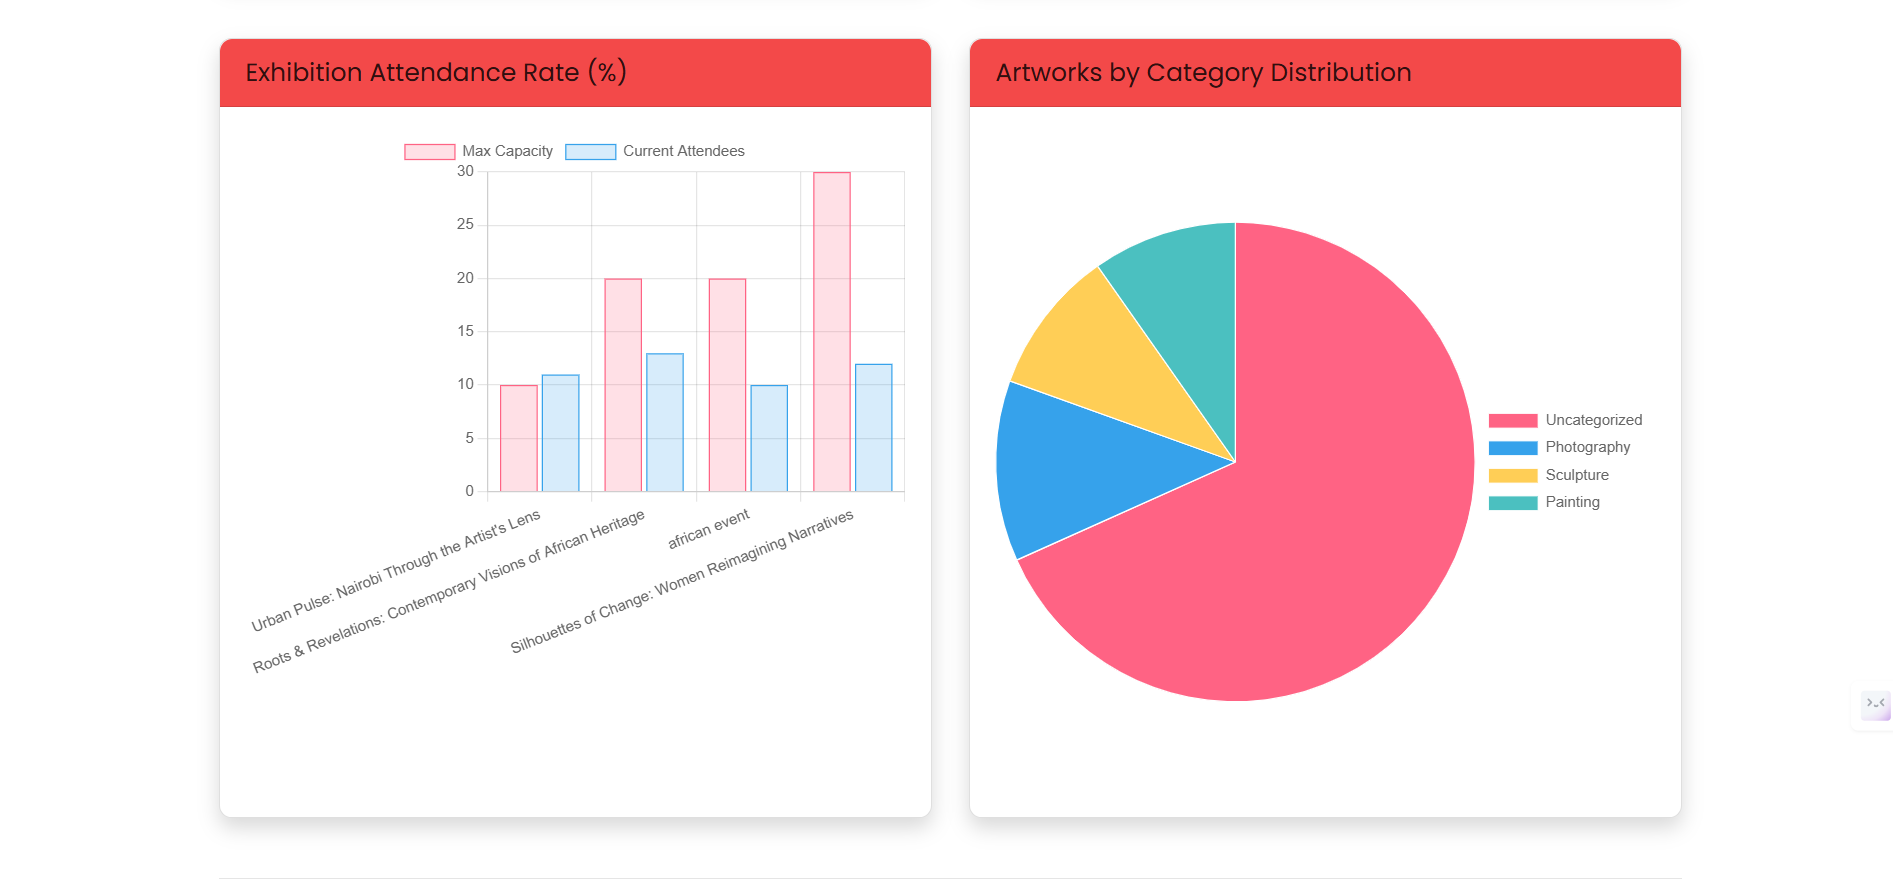 Exhibition Attendance Rate (%)
Max Capacity
Current Attendees
30
25
20
15
10
5
0
Urban Pulse: Nairobi Through the Artist's Lens
Roots & Revelations: Contemporary Visions of African Heritage
african event
Silhouettes of Change: Women Reimagining Narratives
Artworks by Category Distribution
Uncategorized
Photography
Sculpture
Painting